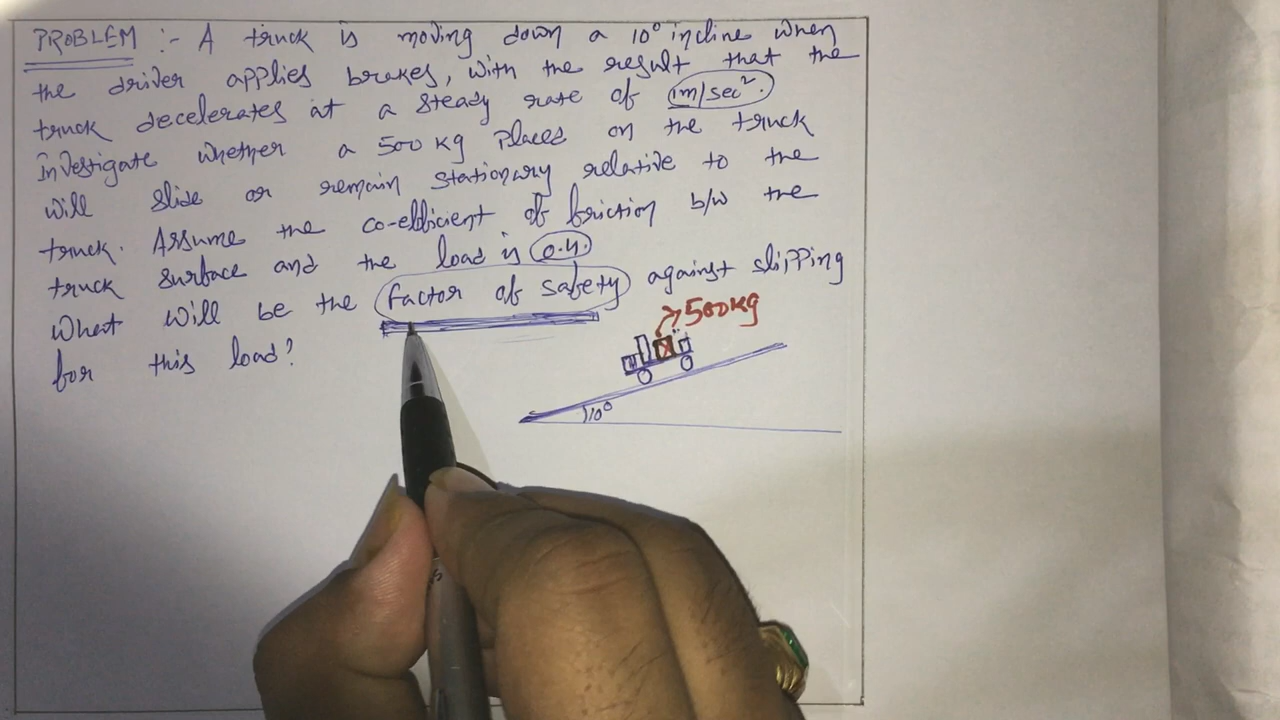 PROBLEM :- A truck is moving down a 10° incline when
the driver applies brakes, with the result that the
truck decelerates at a steady rate of 1m/sec².
Investigate whether a 500 kg placed on the truck
will slide or remain stationary relative to the
truck. Assume the co-efficient of friction b/w the
truck surface and the load is 0.4.
What will be the factor of safety against slipping
for this load?
500kg
10°